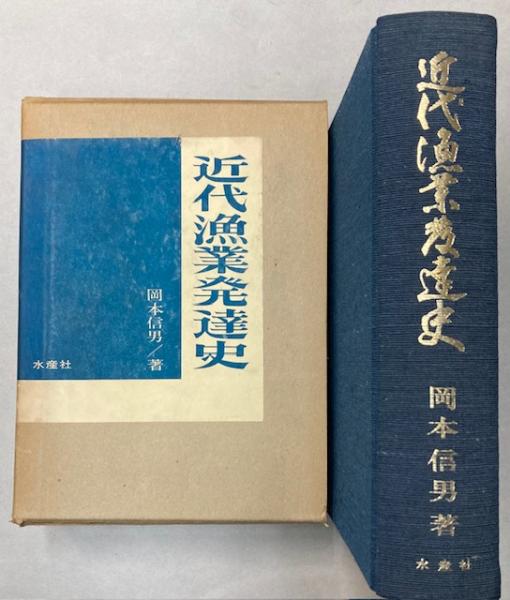 近代漁業発達史
岡本信男／著
水産社
近代漁業発達史
岡本信男著
水産社